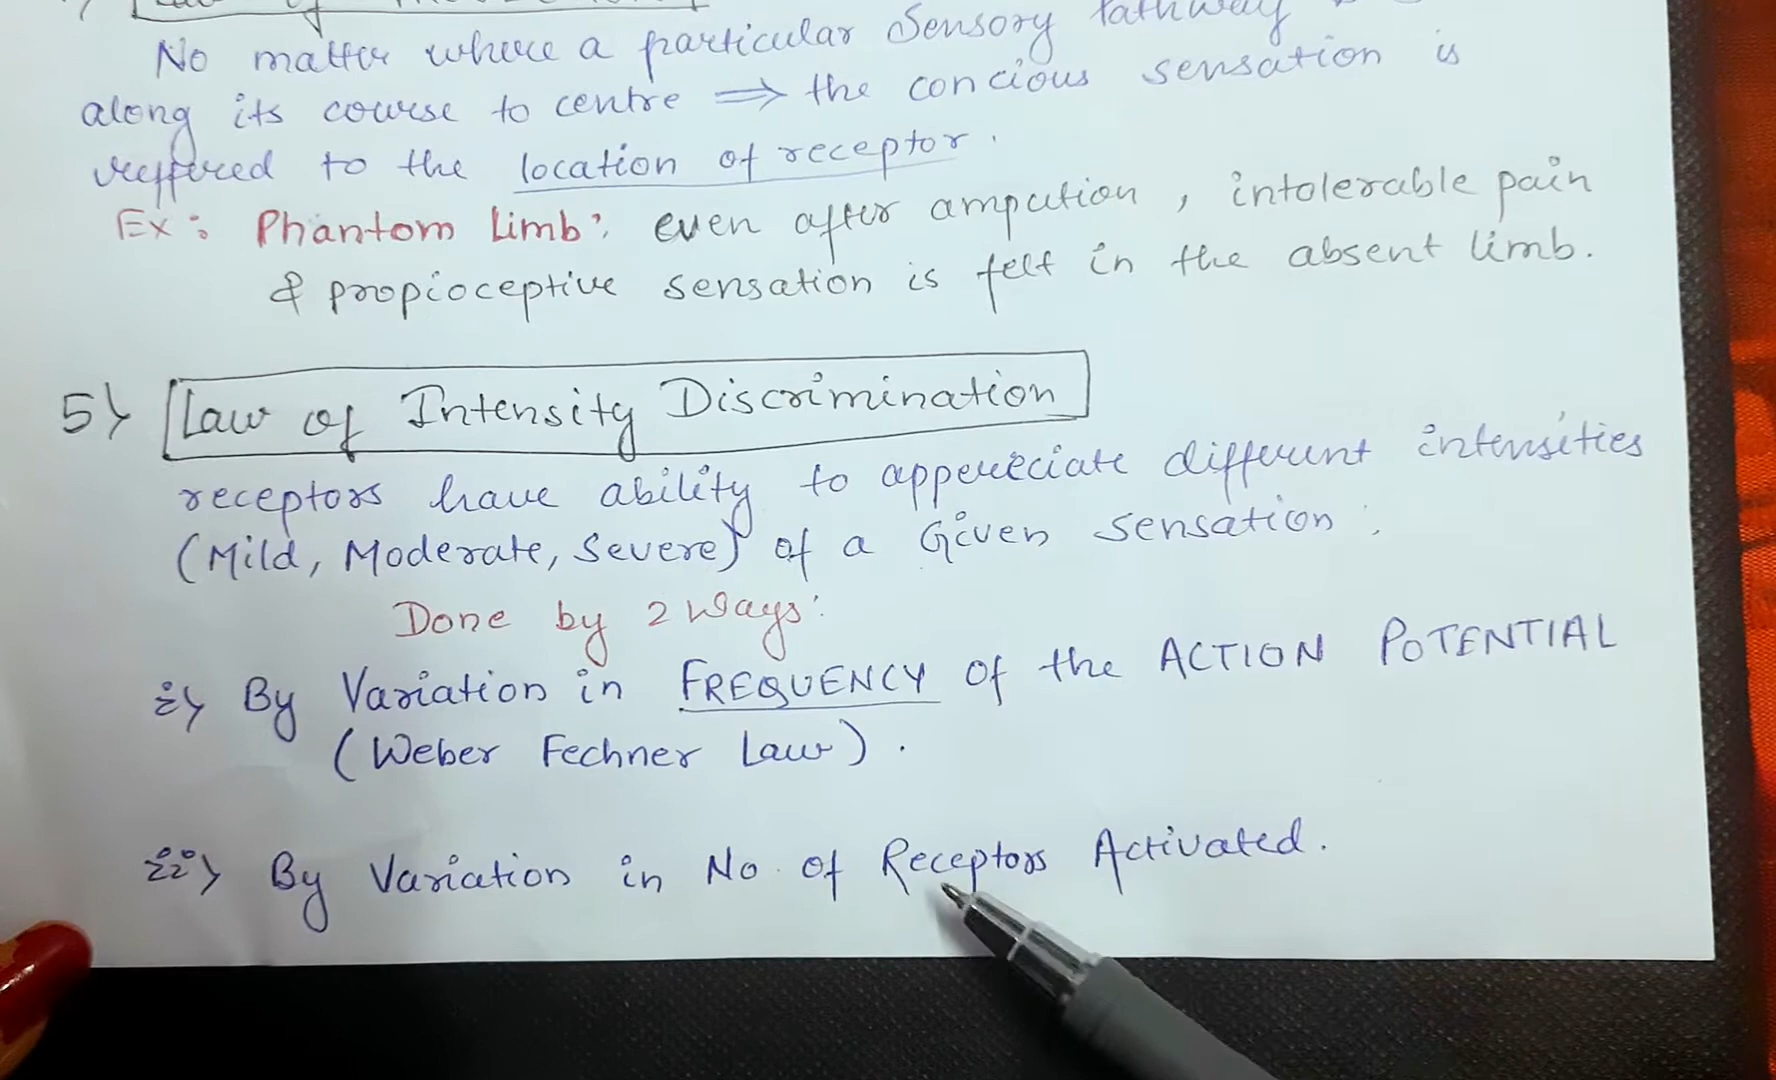 No matter where a particular Sensory Pathway
along its course to centre ⇒ the concious sensation is
reffered to the location of receptor.
Ex: Phantom Limb: even after ampution, intolerable pain
& propioceptive sensation is felt in the absent limb.
5) Law of Intensity Discrimination
receptors have ability to appereciate different intensities
(Mild, Moderate, Severe) of a Given sensation.
Done by 2 ways:
i) By Variation in FREQUENCY of the ACTION POTENTIAL
(Weber Fechner Law).
ii) By Variation in No. of Receptors Activated.